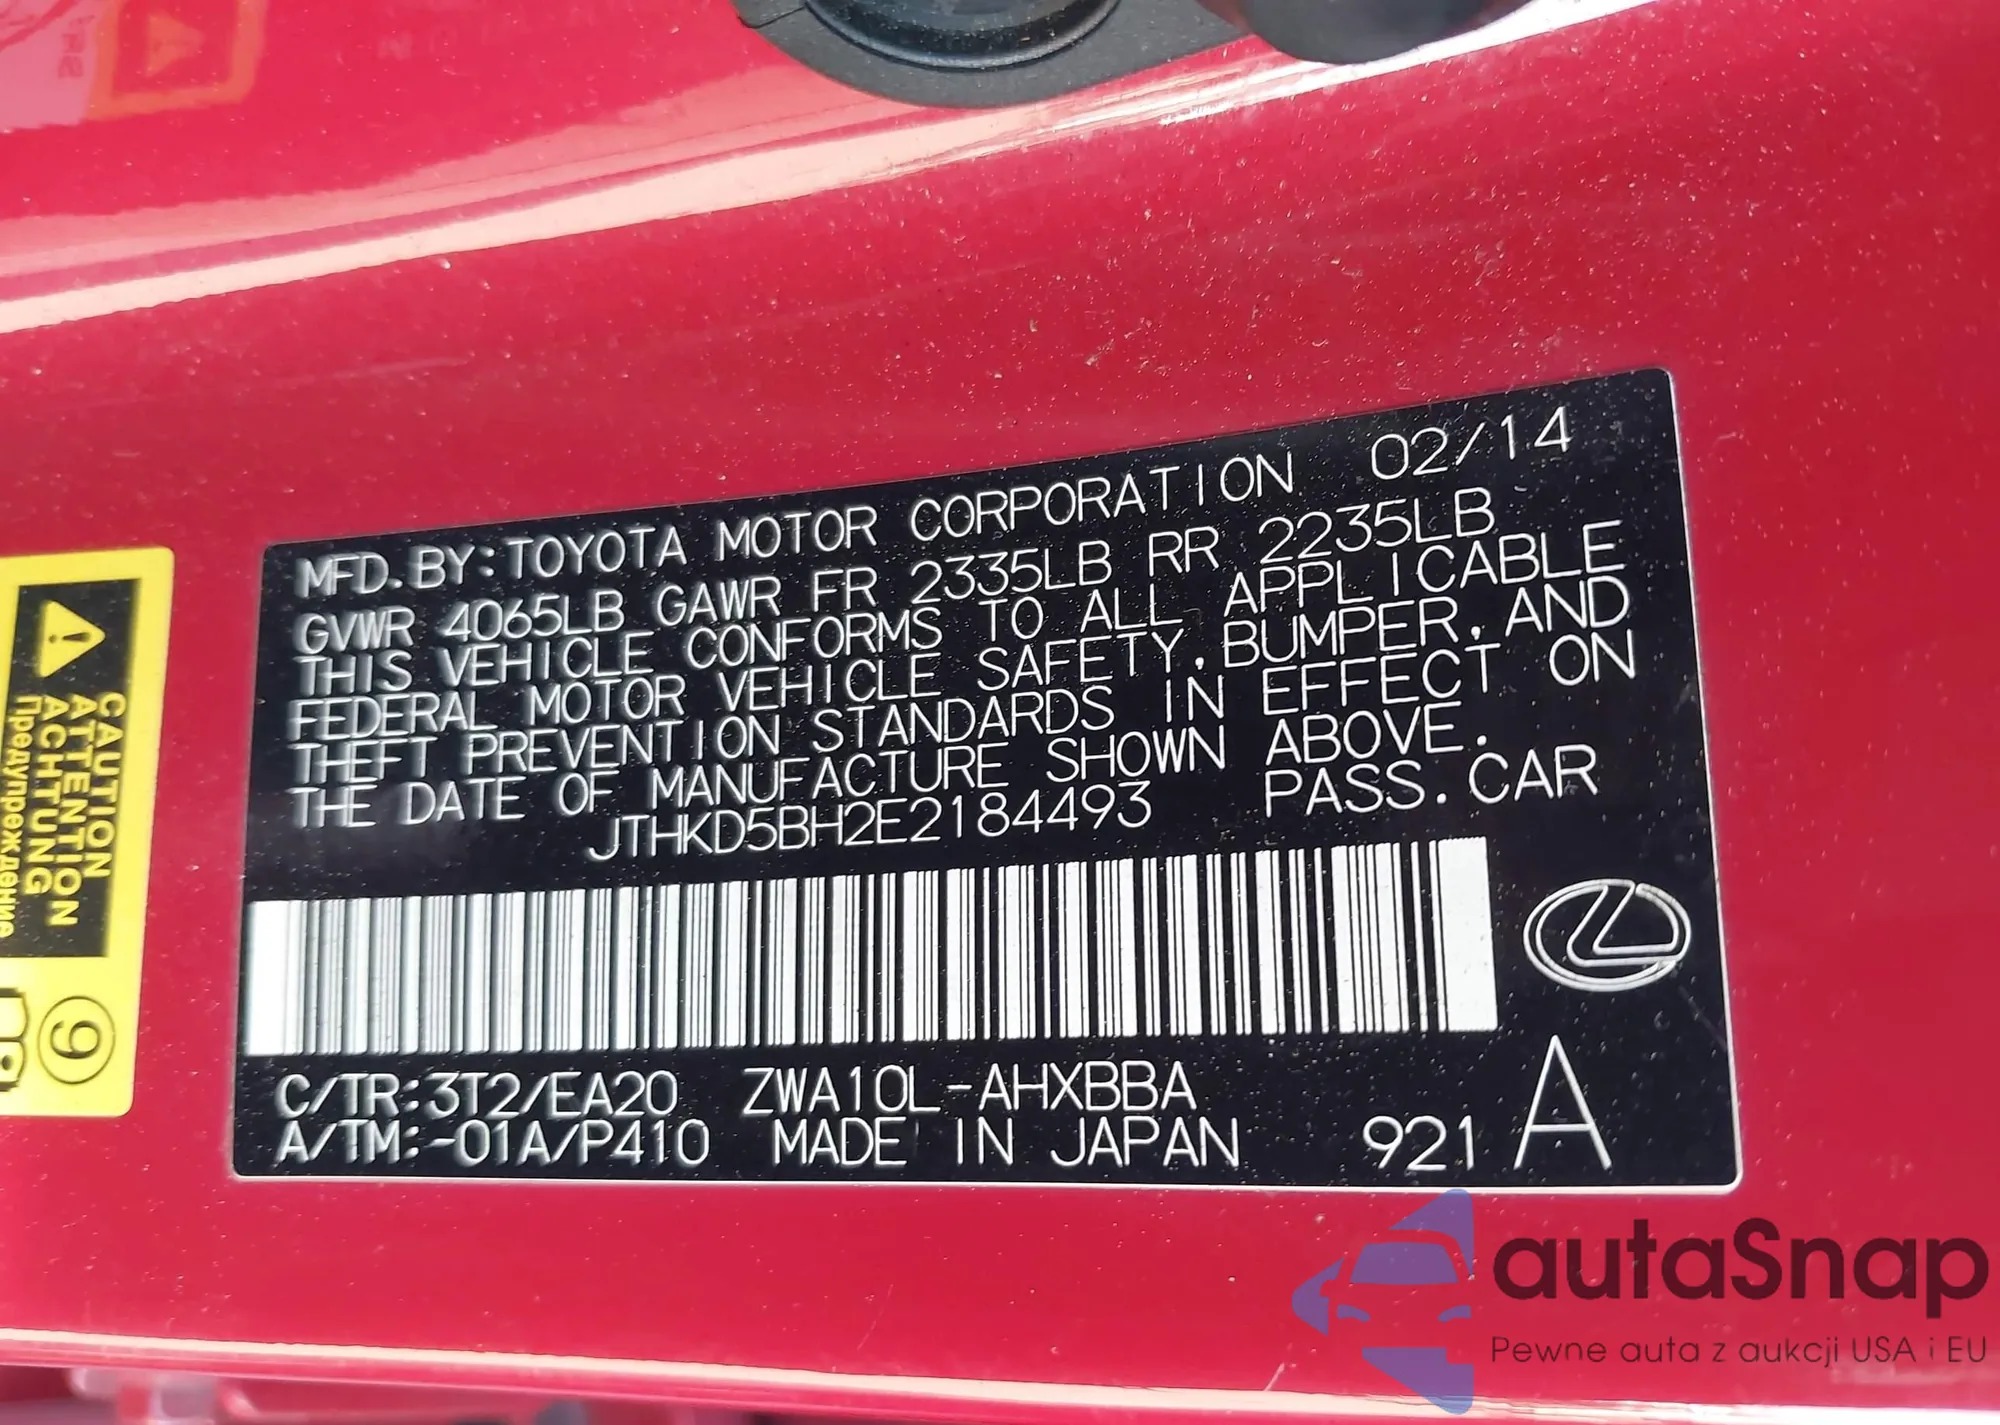 MFD. BY: TOYOTA MOTOR CORPORATION 02/14
GVWR 4065LB GAWR FR 2335LB RR 2235LB
THIS VEHICLE CONFORMS TO ALL APPLICABLE
FEDERAL MOTOR VEHICLE SAFETY, BUMPER, AND
THEFT PREVENTION STANDARDS IN EFFECT ON
THE DATE OF MANUFACTURE SHOWN ABOVE.
JTHKD5BH2E2184493 PASS. CAR
C/TR:3T2/EA20 ZWA10L-AHXBBA
A/TM:-01A/P410 MADE IN JAPAN 921 A
CAUTION
ATTENTION
ACHTUNG
Предупреждение
9
autaSnap
Pewne auta z aukcji USA i EU